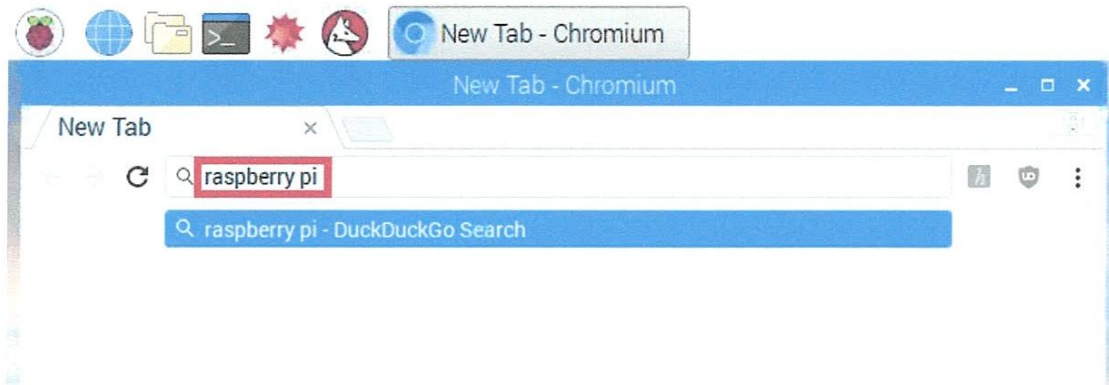 New Tab - Chromium
New Tab - Chromium
New Tab
raspberry pi
raspberry pi - DuckDuckGo Search